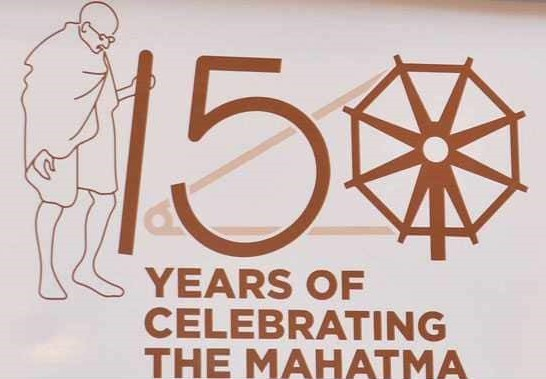 150
YEARS OF
CELEBRATING
THE MAHATMA